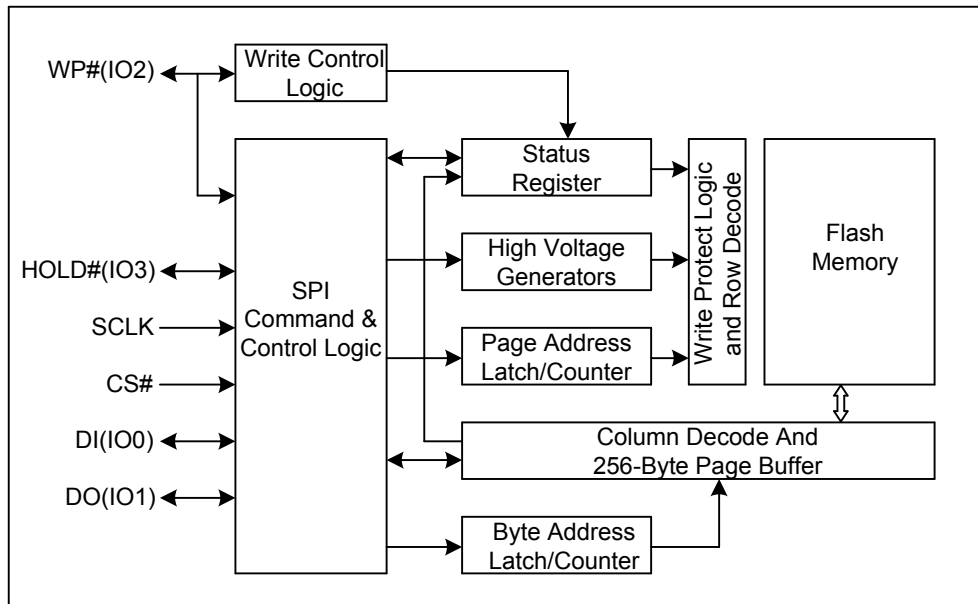 WP#(IO2)
Write Control
Logic
HOLD#(IO3)
SCLK
CS#
DI(IO0)
DO(IO1)
SPI
Command &
Control Logic
Status
Register
High Voltage
Generators
Page Address
Latch/Counter
Write Protect Logic
and Row Decode
Flash
Memory
Column Decode And
256-Byte Page Buffer
Byte Address
Latch/Counter